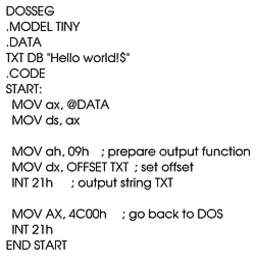 DOSSEG
.MODEL TINY
.DATA
TXT DB "Hello world!$"
.CODE
START:
MOV ax, @DATA
MOV ds, ax

MOV ah, 09h ; prepare output function
MOV dx, OFFSET TXT ; set offset
INT 21h ; output string TXT

MOV AX, 4C00h ; go back to DOS
INT 21h
END START